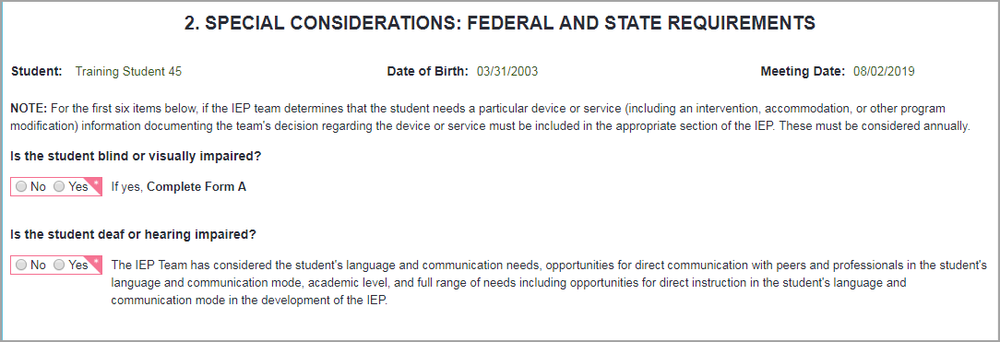 2. SPECIAL CONSIDERATIONS: FEDERAL AND STATE REQUIREMENTS
Student: Training Student 45 Date of Birth: 03/31/2003 Meeting Date: 08/02/2019
NOTE: For the first six items below, if the IEP team determines that the student needs a particular device or service (including an intervention, accommodation, or other program
modification) information documenting the team's decision regarding the device or service must be included in the appropriate section of the IEP. These must be considered annually.
Is the student blind or visually impaired?
No Yes * If yes, Complete Form A
Is the student deaf or hearing impaired?
No Yes * The IEP Team has considered the student's language and communication needs, opportunities for direct communication with peers and professionals in the student's
language and communication mode, academic level, and full range of needs including opportunities for direct instruction in the student's language and
communication mode in the development of the IEP.